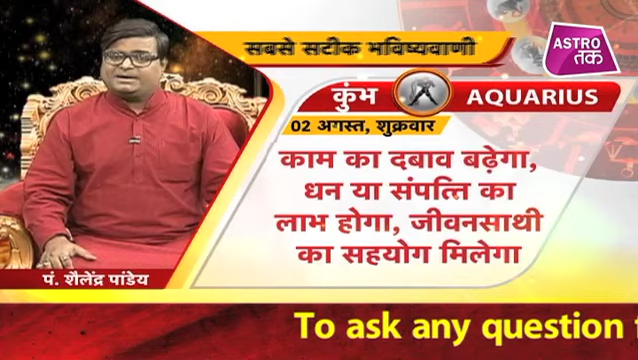 सबसे सटीक भविष्यवाणी
ASTRO
तक
कुंभ AQUARIUS
02 अगस्त, शुक्रवार
काम का दबाव बढ़ेगा,
धन या संपत्ति का
लाभ होगा, जीवनसाथी
का सहयोग मिलेगा
पं. शैलेंद्र पांडेय
To ask any question